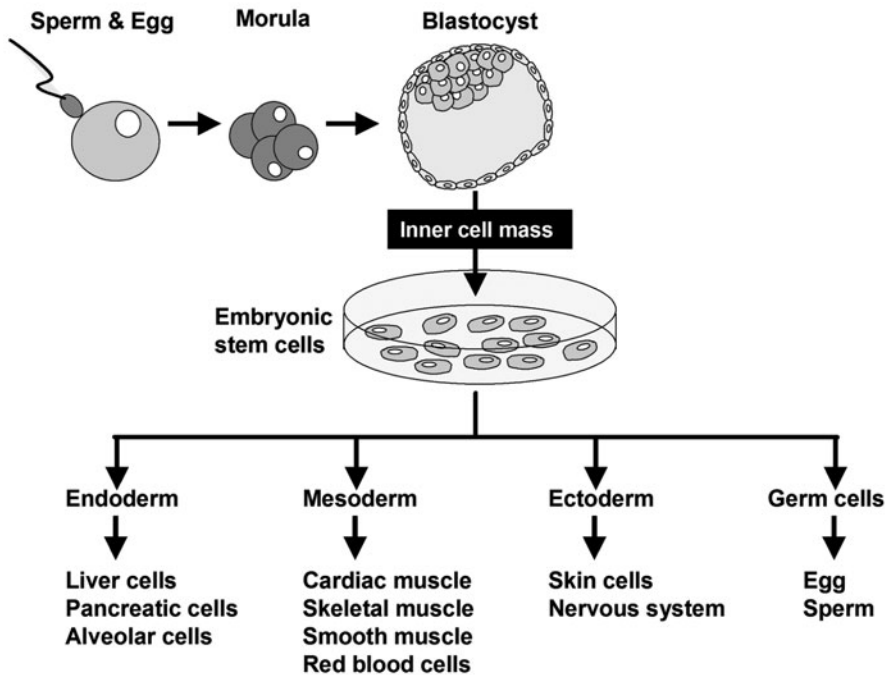 Sperm & Egg
Morula
Blastocyst
Inner cell mass
Embryonic
stem cells
Endoderm
Mesoderm
Ectoderm
Germ cells
Liver cells
Pancreatic cells
Alveolar cells
Cardiac muscle
Skeletal muscle
Smooth muscle
Red blood cells
Skin cells
Nervous system
Egg
Sperm